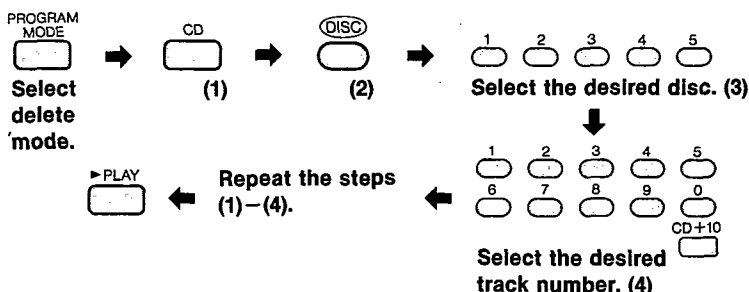 PROGRAM
MODE
Select
delete
mode.
CD
(1)
DISC
(2)
1 2 3 4 5
Select the desired disc. (3)
1 2 3 4 5
6 7 8 9 0
CD+10
Select the desired
track number. (4)
Repeat the steps
(1)–(4).
►PLAY